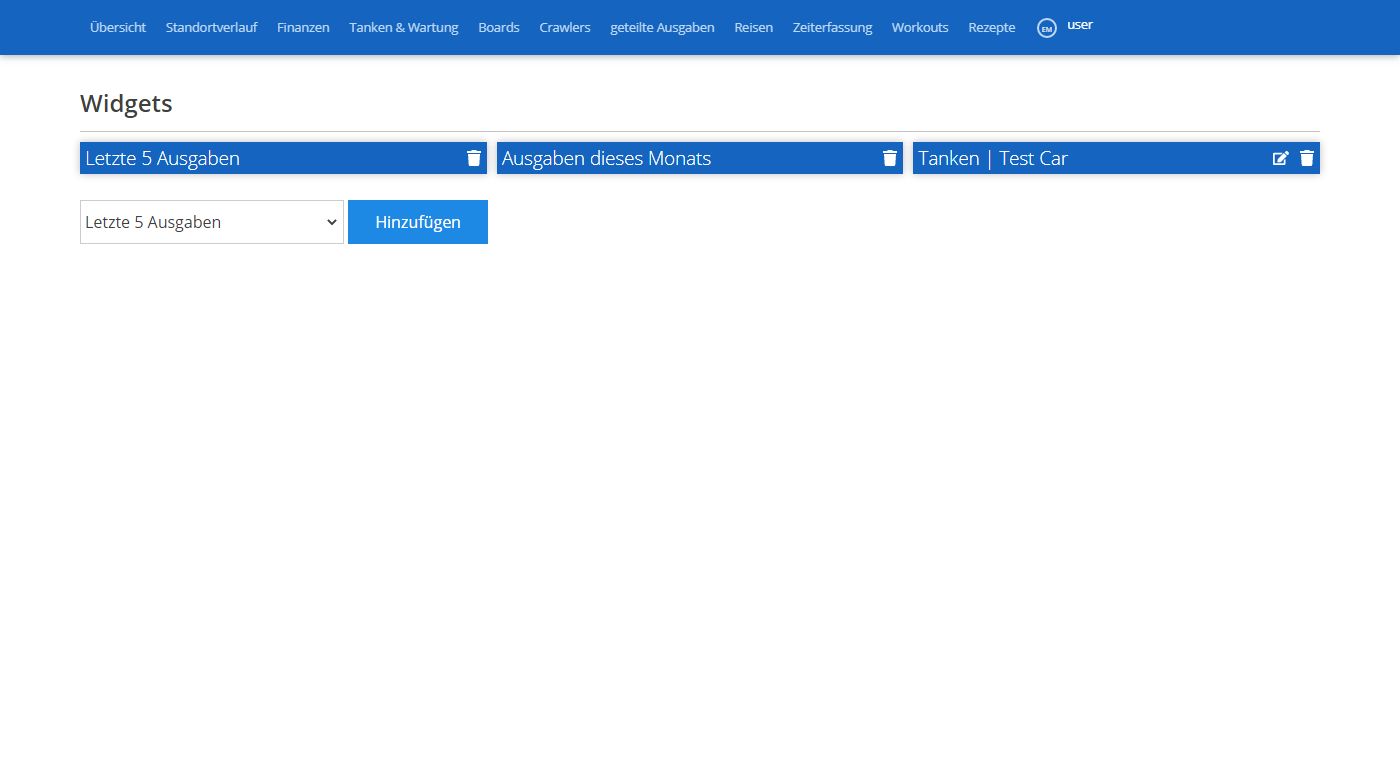 Übersicht Standortverlauf Finanzen Tanken & Wartung Boards Crawlers geteilte Ausgaben Reisen Zeiterfassung Workouts Rezepte EM user
Widgets
Letzte 5 Ausgaben Ausgaben dieses Monats Tanken | Test Car
Letzte 5 Ausgaben Hinzufügen